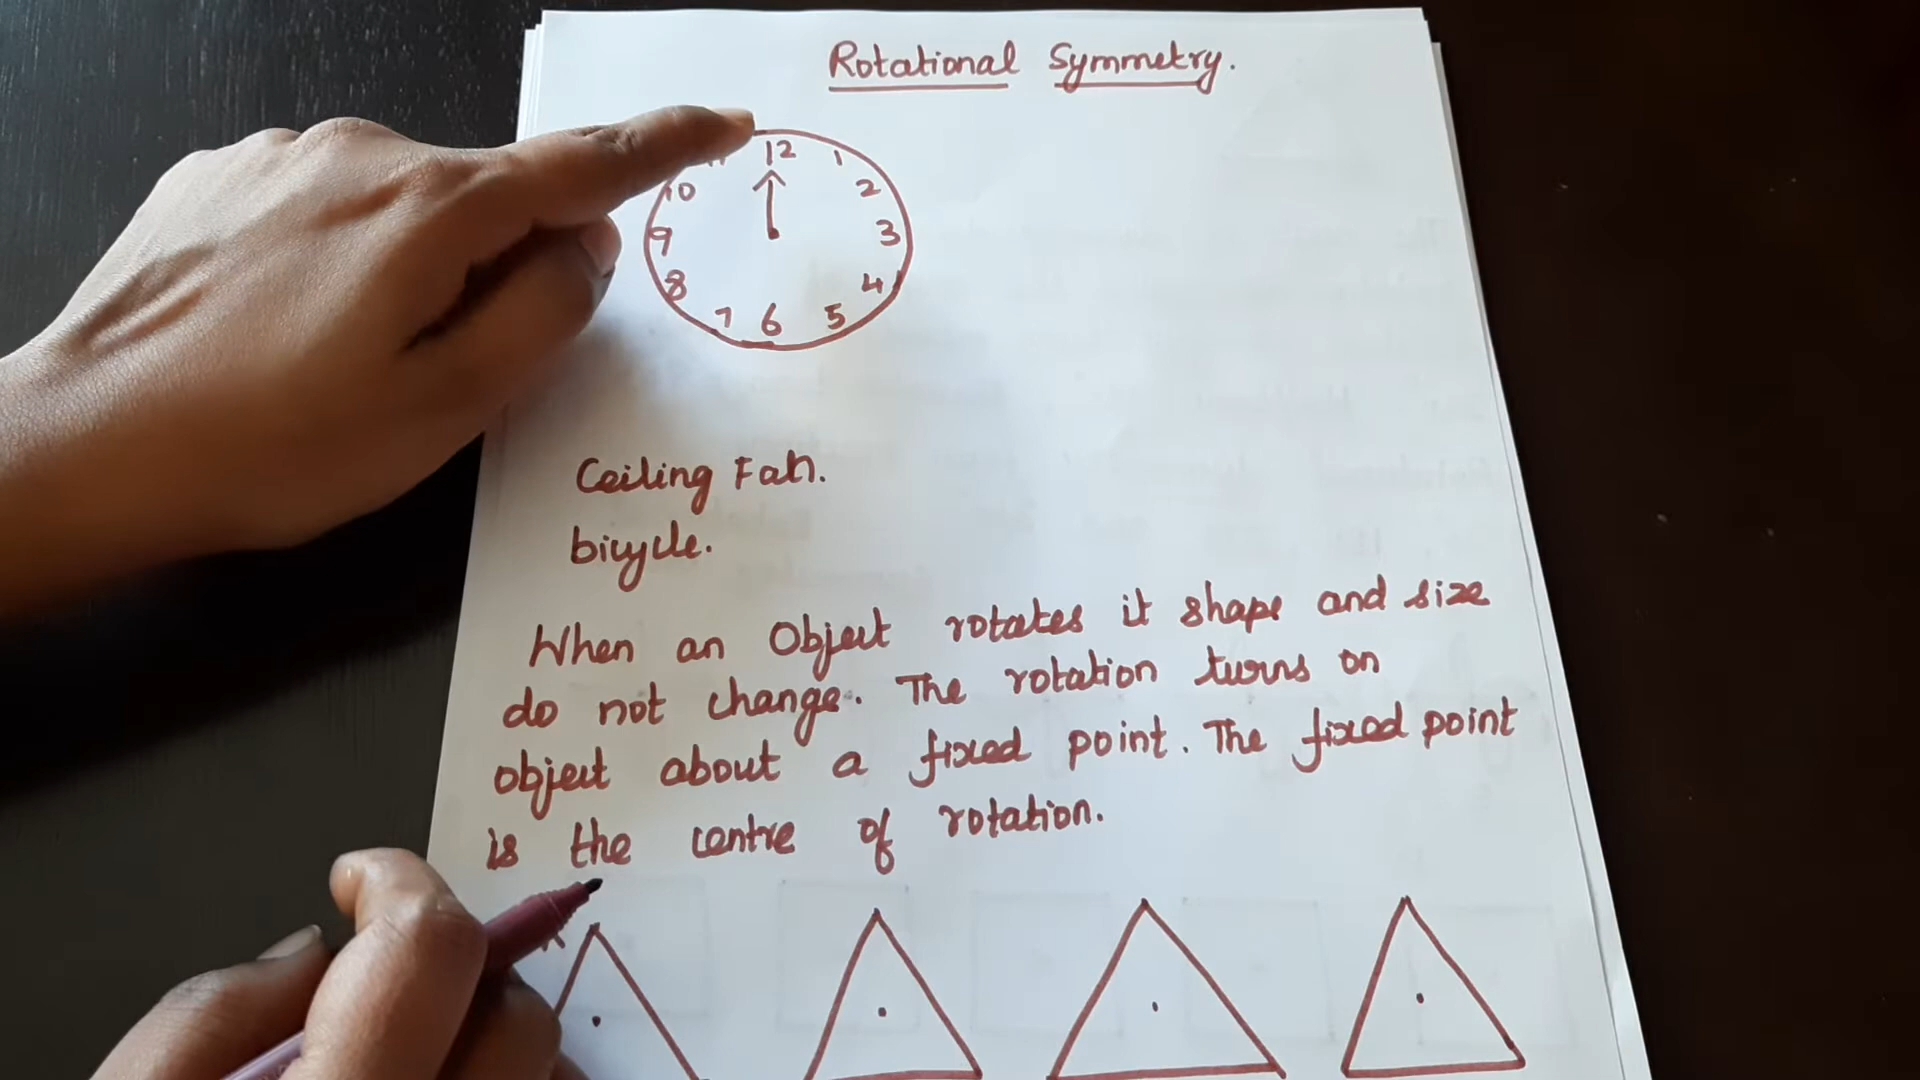 Rotational Symmetry.
12
1
10
2
9
3
8
4
7
6
5
Ceiling Fan.
bicycle.
When an Object rotates it shape and size
do not change. The rotation turns on
object about a fixed point. The fixed point
is the centre of rotation.